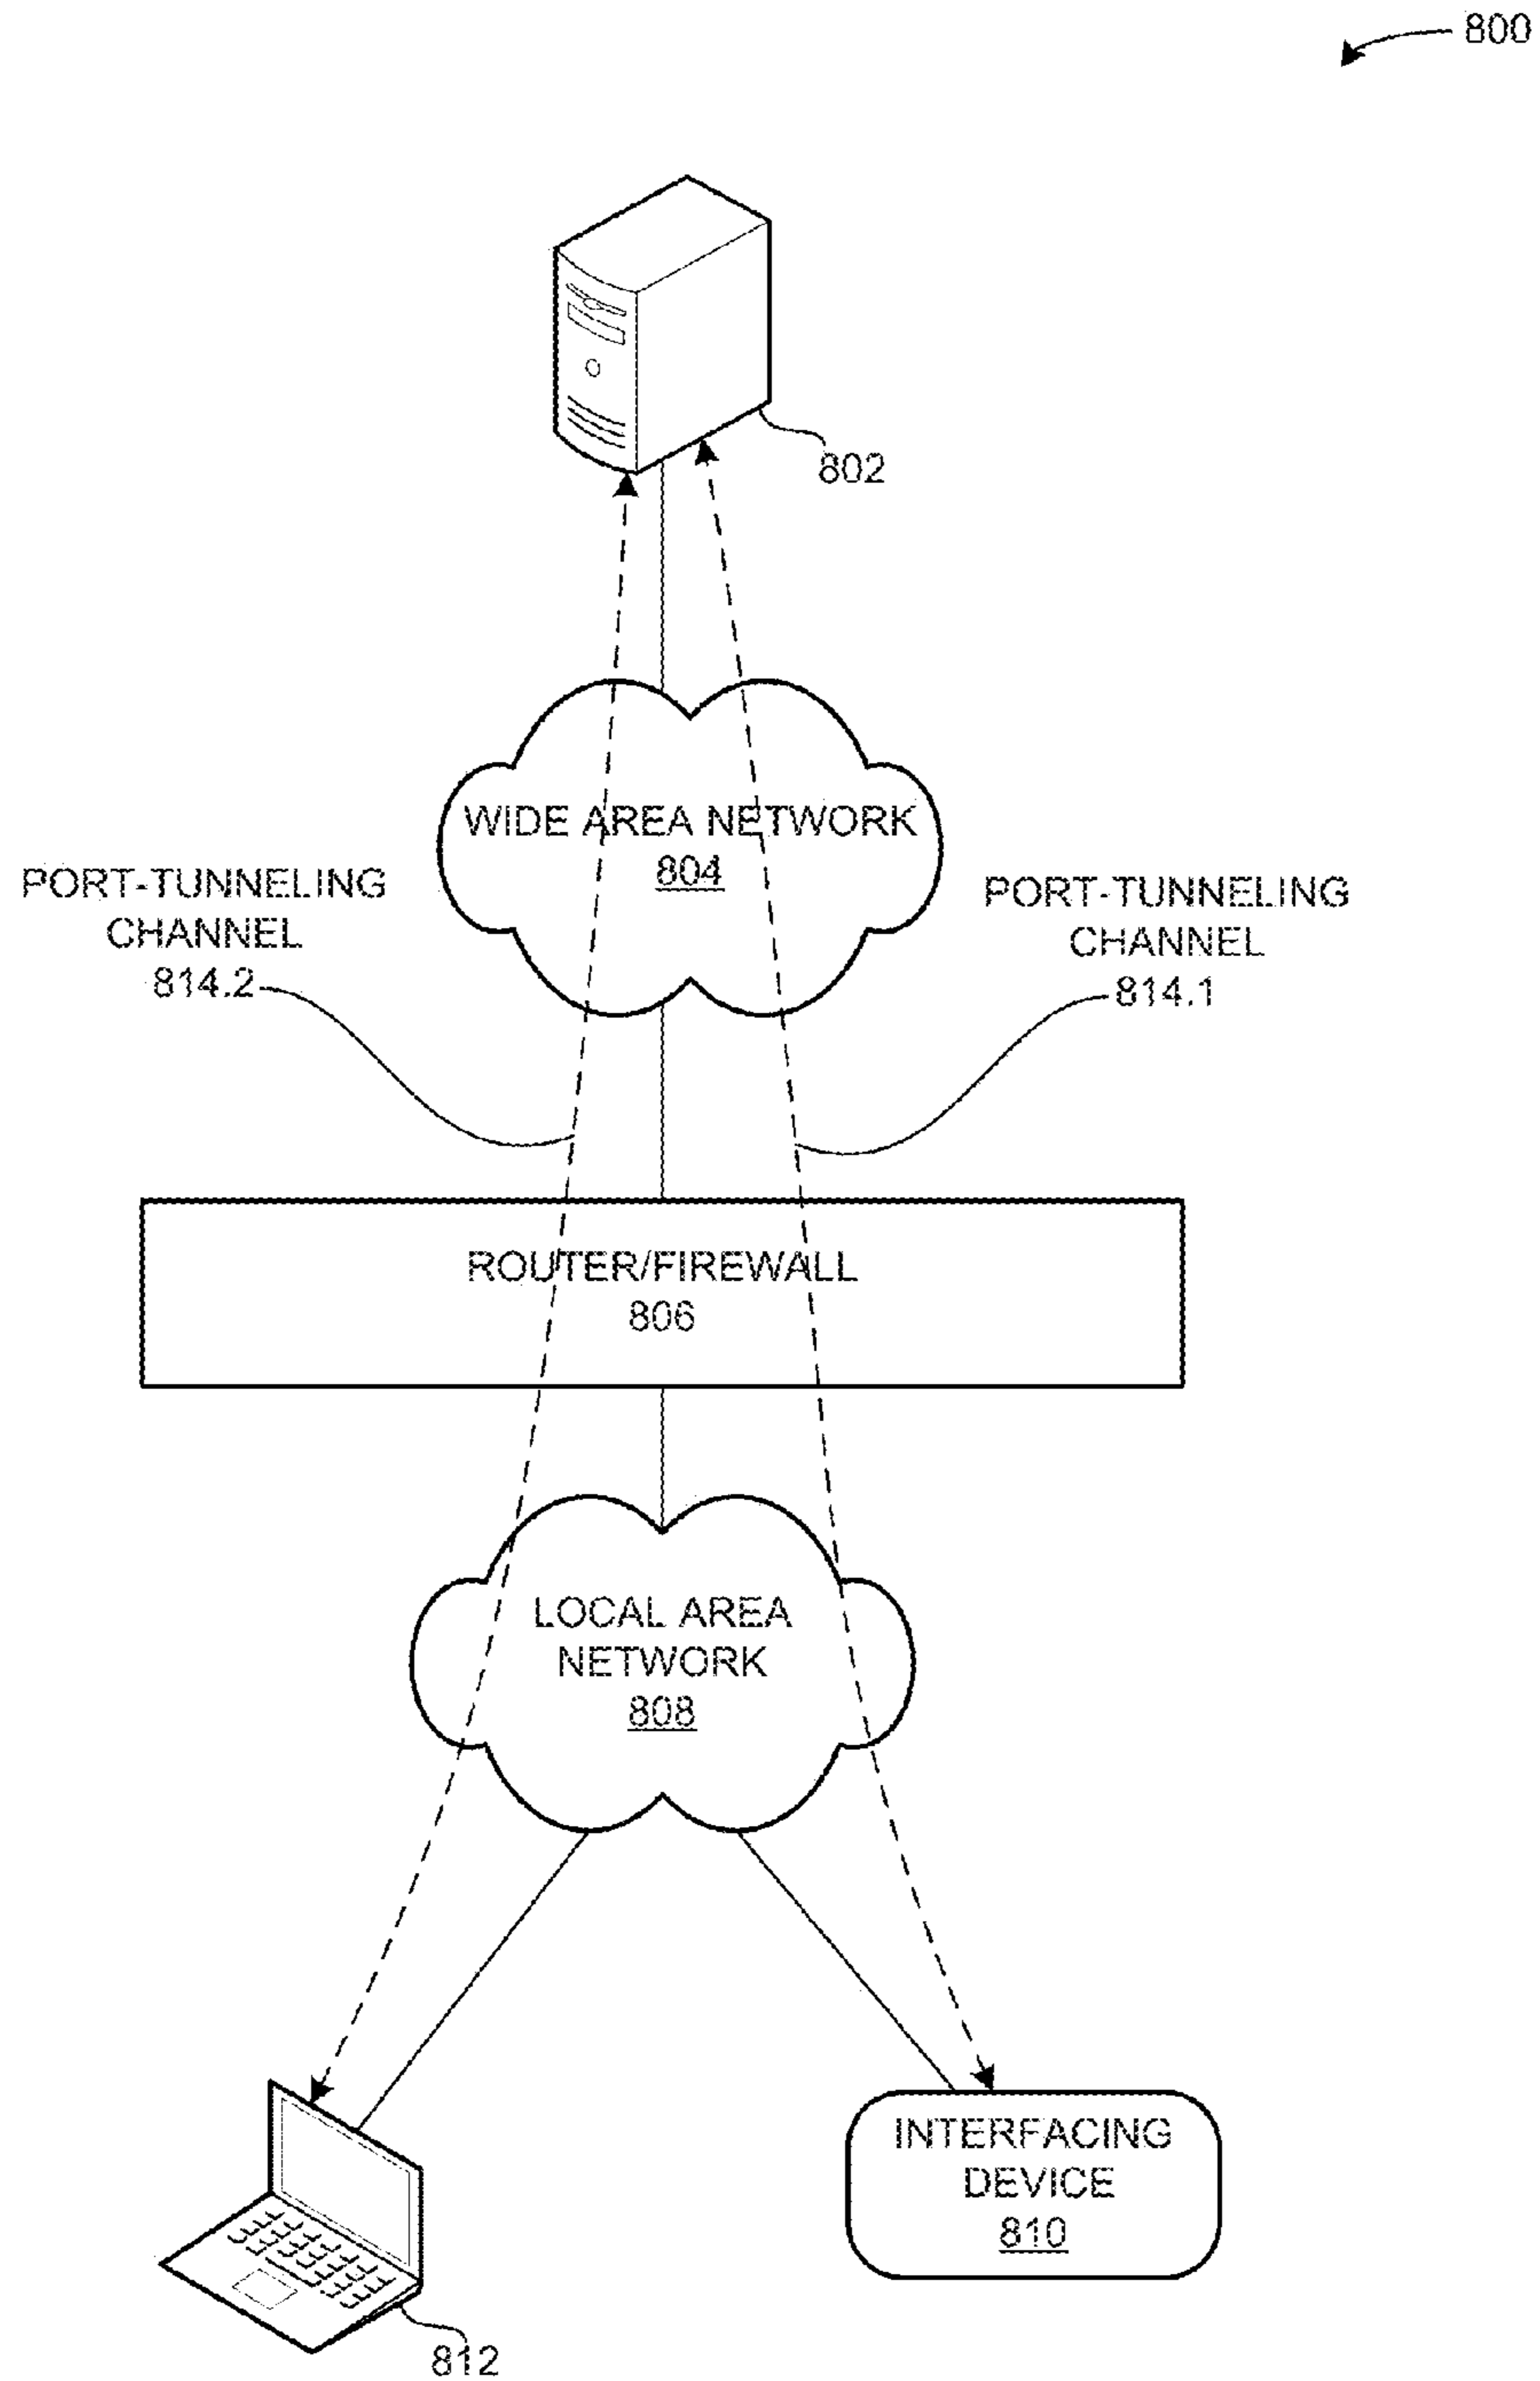 800
802
WIDE AREA NETWORK
804
PORT-TUNNELING
CHANNEL
814.2
PORT-TUNNELING
CHANNEL
814.1
ROUTER/FIREWALL
806
LOCAL AREA
NETWORK
808
INTERFACING
DEVICE
810
812